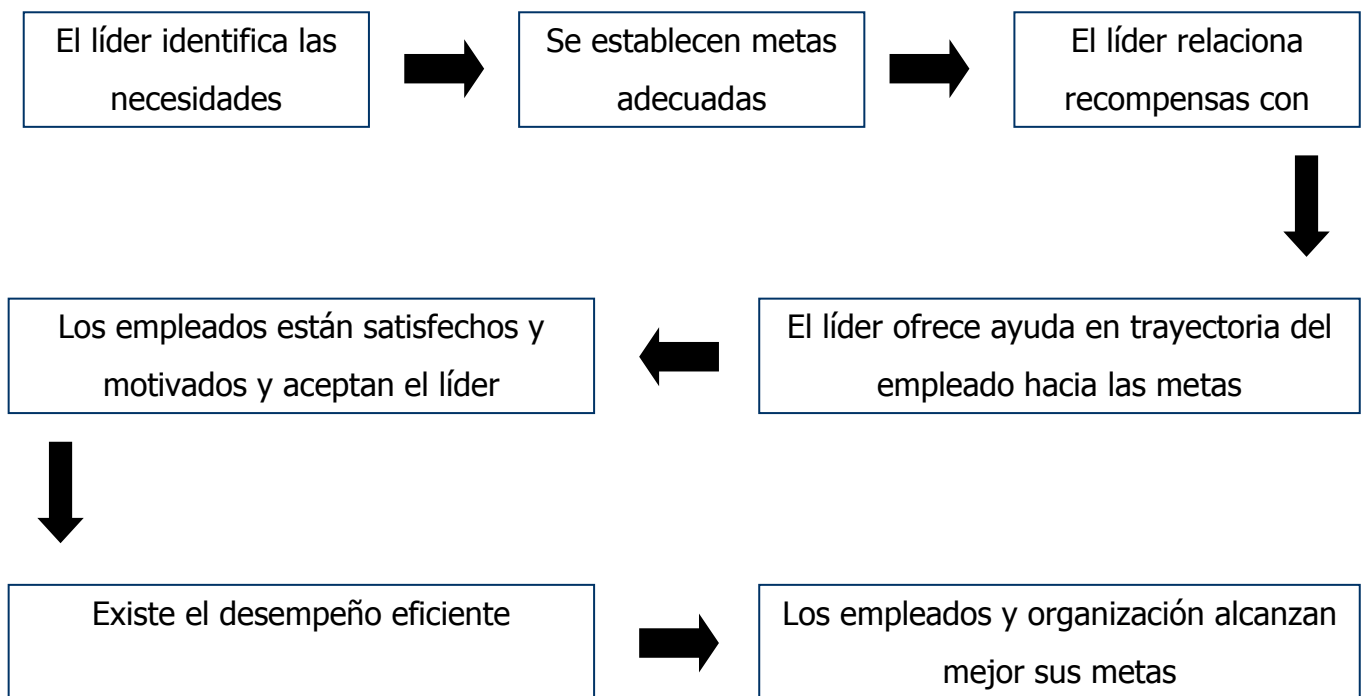 El líder identifica las
necesidades
Se establecen metas
adecuadas
El líder relaciona
recompensas con
El líder ofrece ayuda en trayectoria del
empleado hacia las metas
Los empleados están satisfechos y
motivados y aceptan el líder
Existe el desempeño eficiente
Los empleados y organización alcanzan
mejor sus metas